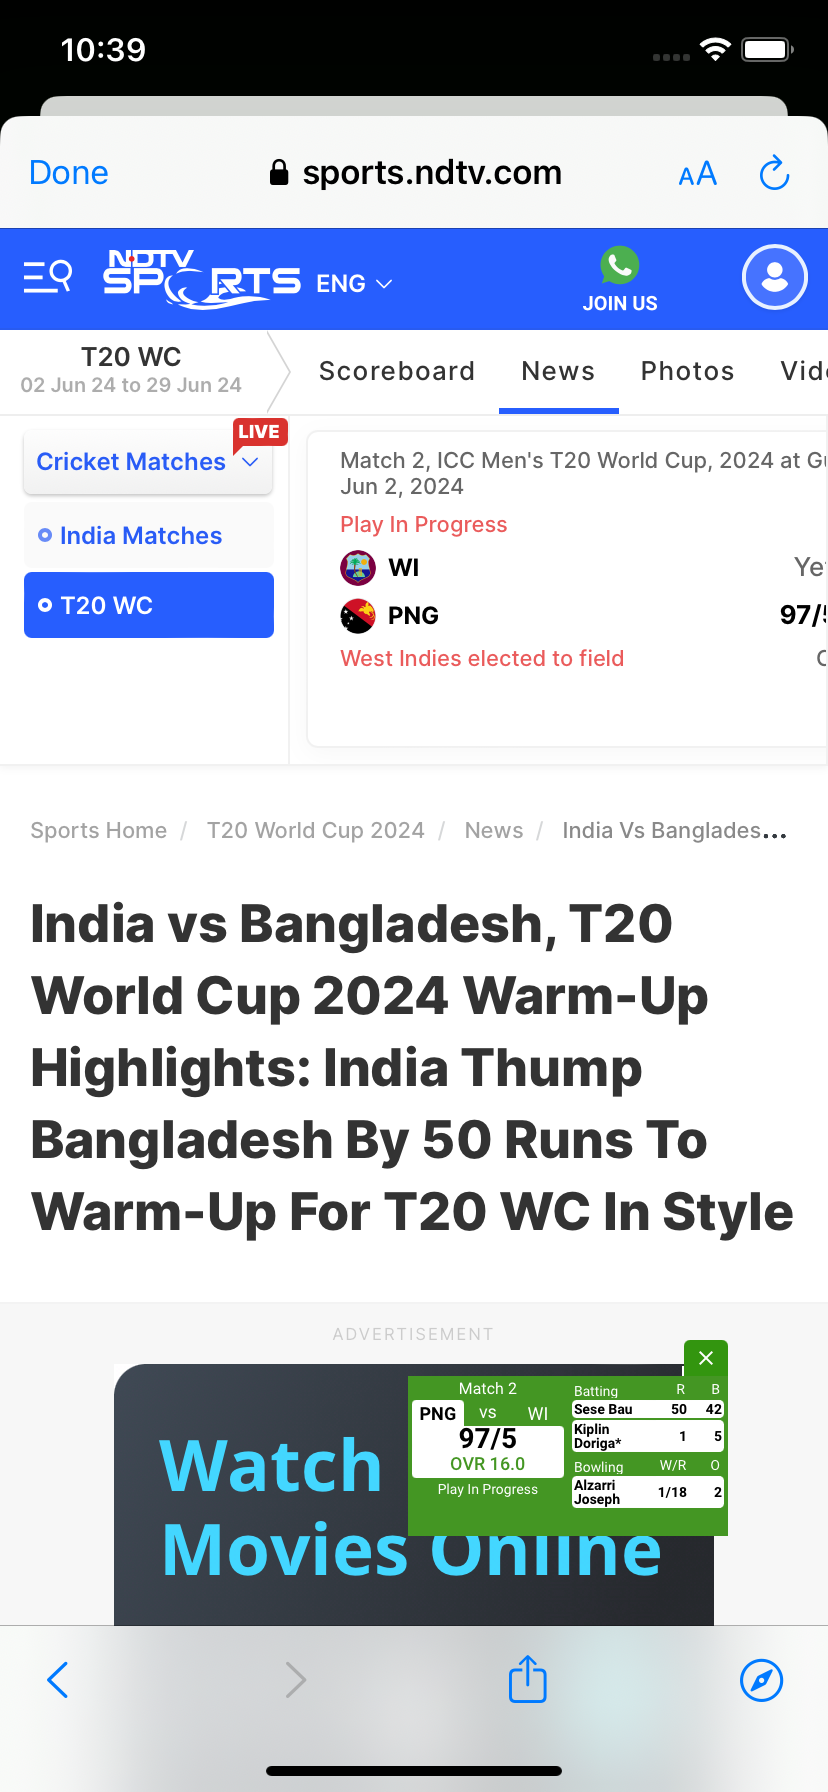 10:39
Done
sports.ndtv.com
AA
NDTV
SPORTS
ENG
JOIN US
T20 WC
02 Jun 24 to 29 Jun 24
Scoreboard
News
Photos
LIVE
Cricket Matches
India Matches
T20 WC
Match 2, ICC Men's T20 World Cup, 2024 at
Jun 2, 2024
Play In Progress
WI
PNG
97/
West Indies elected to field
Sports Home / T20 World Cup 2024 / News / India Vs Banglades...
India vs Bangladesh, T20
World Cup 2024 Warm-Up
Highlights: India Thump
Bangladesh By 50 Runs To
Warm-Up For T20 WC In Style
ADVERTISEMENT
Watch
Movies Online
Match 2
PNG vs WI
97/5
OVR 16.0
Play In Progress
Batting R B
Sese Bau 50 42
Kiplin
Doriga* 1 5
Bowling W/R O
Alzarri
Joseph 1/18 2